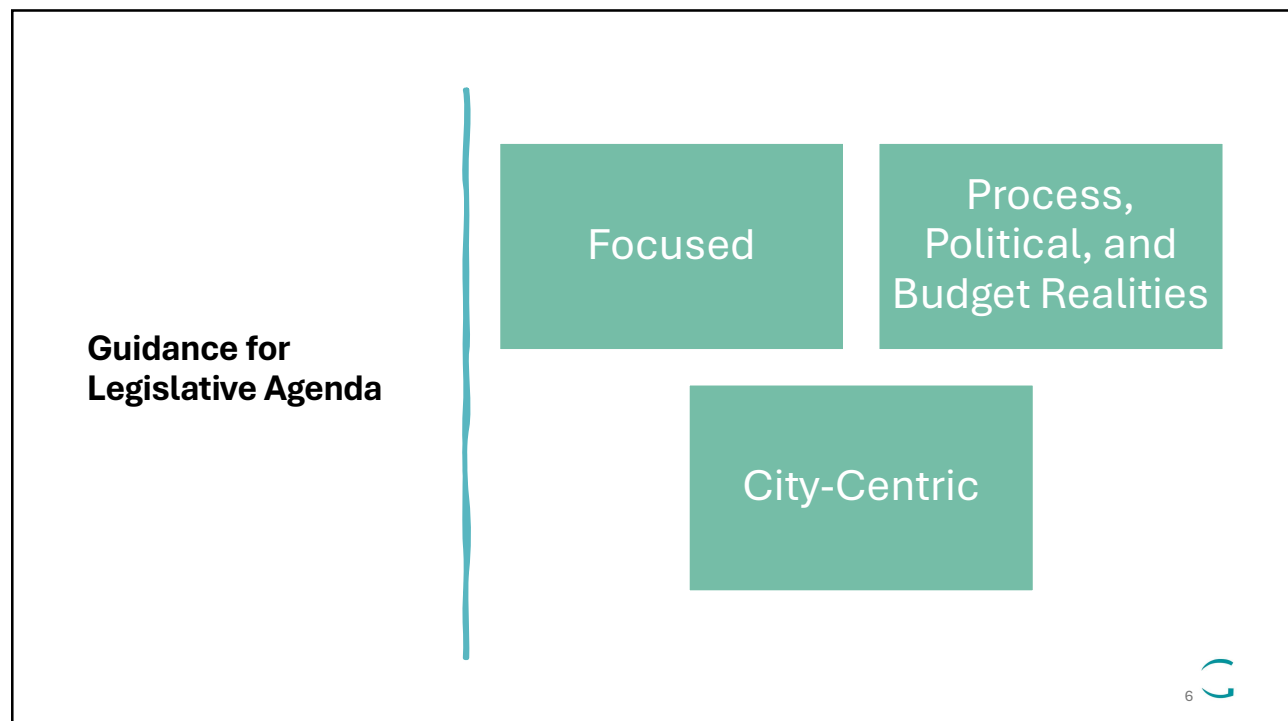 Guidance for
Legislative Agenda
Focused
Process,
Political, and
Budget Realities
City-Centric
6
G